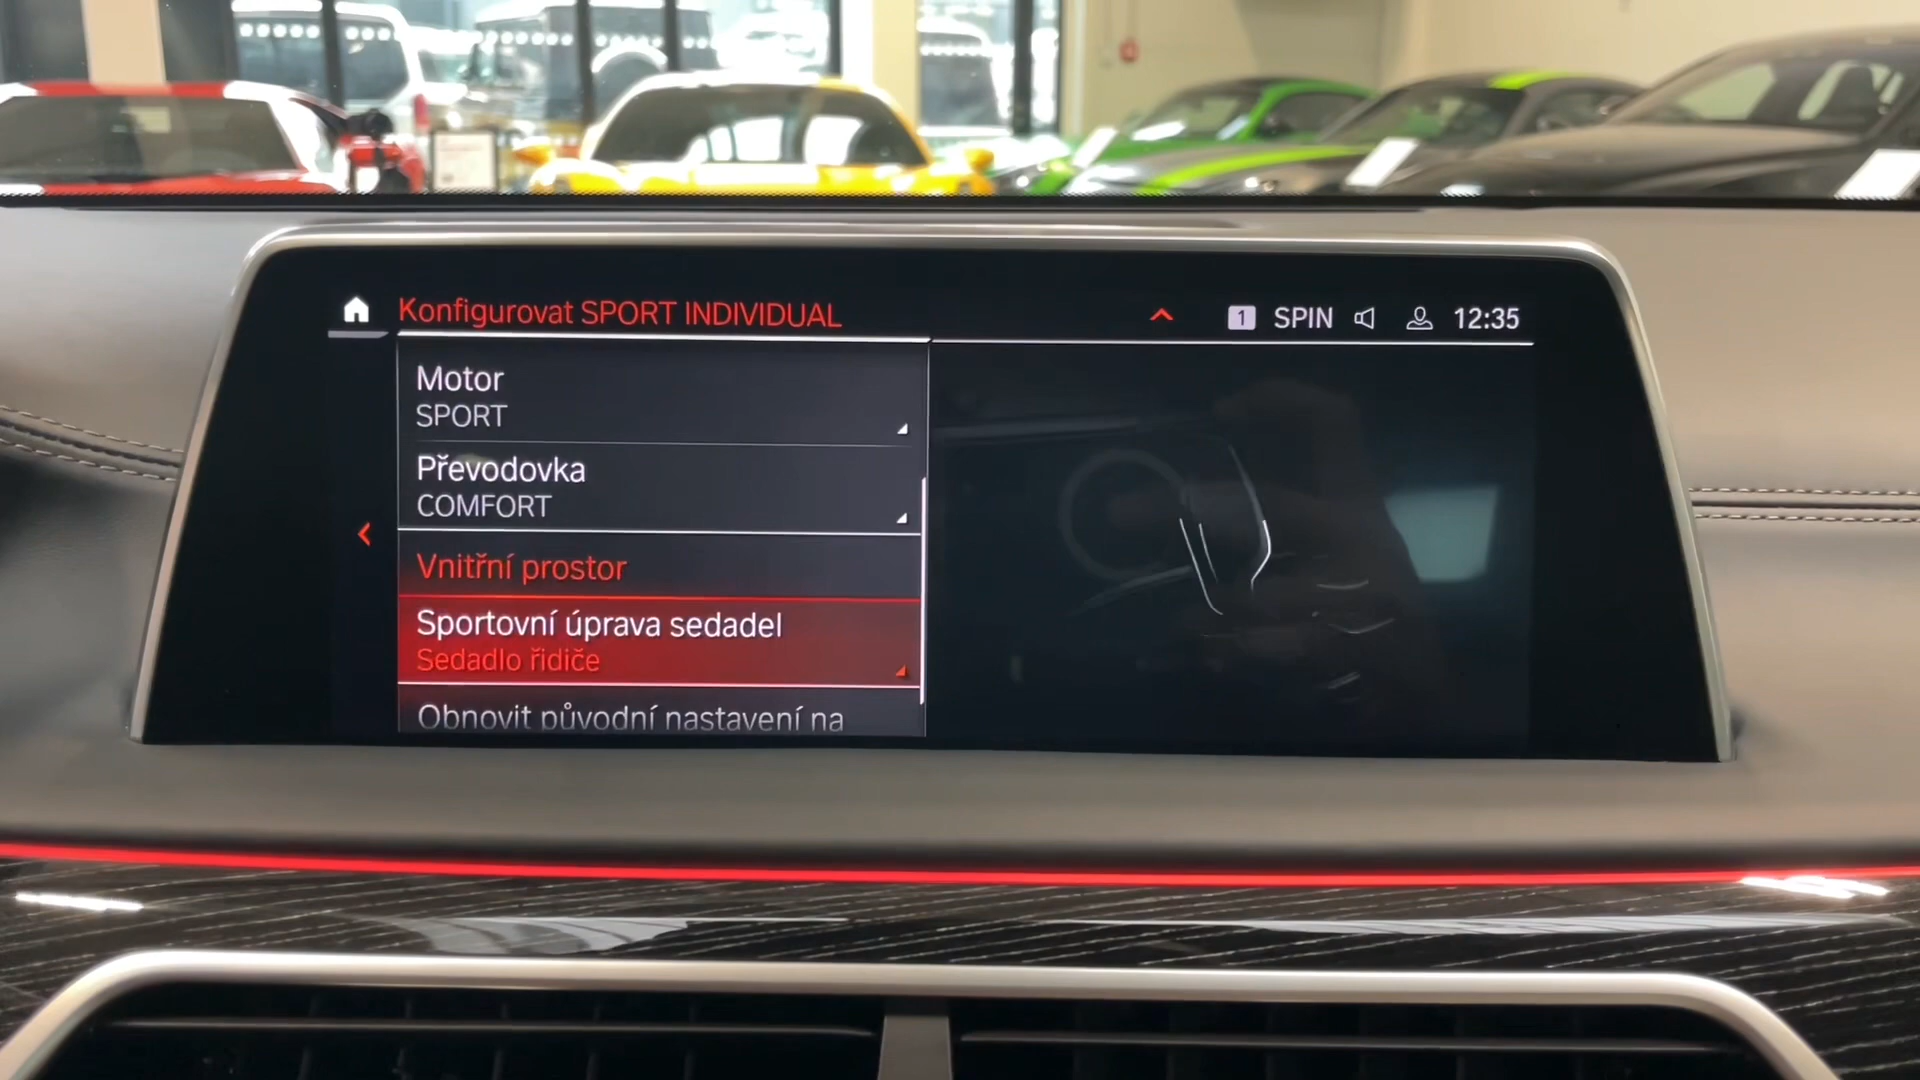 Konfigurovat SPORT INDIVIDUAL
1 SPIN 12:35
Motor
SPORT
Převodovka
COMFORT
Vnitřní prostor
Sportovní úprava sedadel
Sedadlo řidiče
Obnovit původní nastavení na